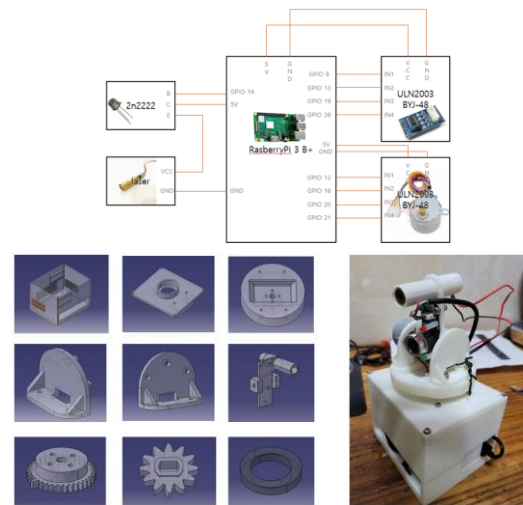 5 V
G N D
V C C
G N D
GPIO 6
IN1
GPIO 13
IN2
GPIO 19
IN3
GPIO 26
IN4
ULN2003
BYJ-48
2n2222
B
C
E
GPIO 14
5V
RasberryPi 3 B+
5V
GND
V C C
G N D
laser
VCC
GND
GND
GPIO 12
IN1
GPIO 16
IN2
GPIO 20
IN3
GPIO 21
IN4
ULN2003
BYJ-48